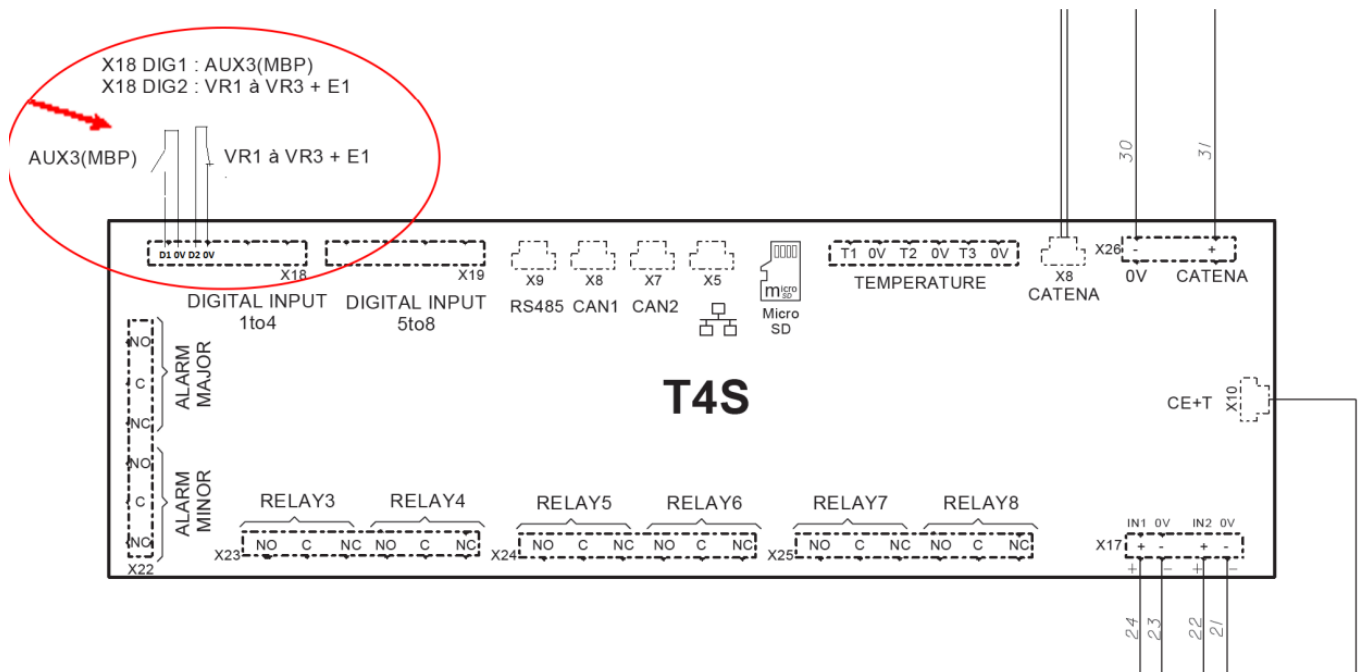 X18 DIG1 : AUX3(MBP)
X18 DIG2 : VR1 à VR3 + E1
AUX3(MBP)
VR1 à VR3 + E1
30
31
D1 0V D2 0V
X18
X19
DIGITAL INPUT
1to4
DIGITAL INPUT
5to8
X9
RS485
X8
CAN1
X7
CAN2
X5
micro
SD
Micro
SD
T1 0V T2 0V T3 0V
TEMPERATURE
X8
CATENA
X26
- +
0V CATENA
NO
C
NC
ALARM
MAJOR
NO
C
NC
ALARM
MINOR
X22
T4S
CE+T
X10
RELAY3 RELAY4
X23
NO C NC NO C NC
RELAY5 RELAY6
X24
NO C NC NO C NC
RELAY7 RELAY8
X25
NO C NC NO C NC
IN1 0V IN2 0V
X17
+ - + -
+ - + -
24
23
22
21